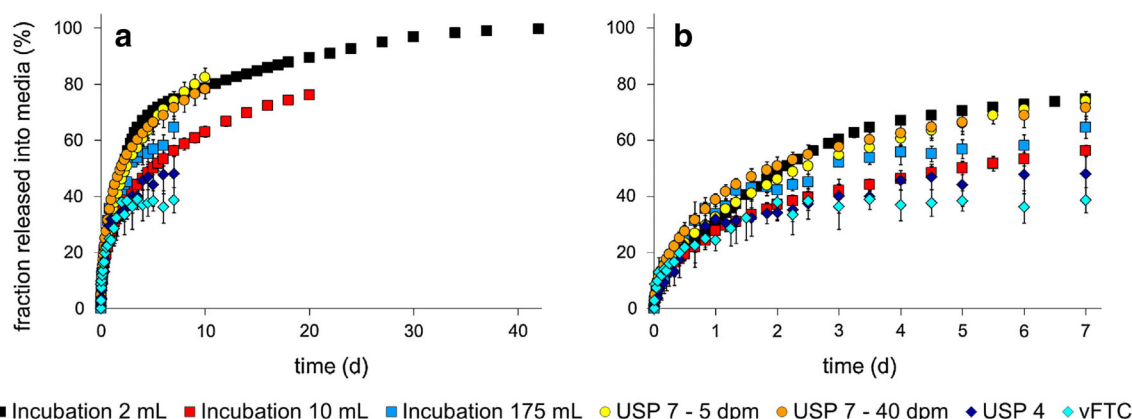 a
b
fraction released into media (%)
100
80
60
40
20
0
0 10 20 30 40
time (d)
100
80
60
40
20
0
0 1 2 3 4 5 6 7
time (d)
Incubation 2 mL Incubation 10 mL Incubation 175 mL USP 7 - 5 dpm USP 7 - 40 dpm USP 4 vFTC